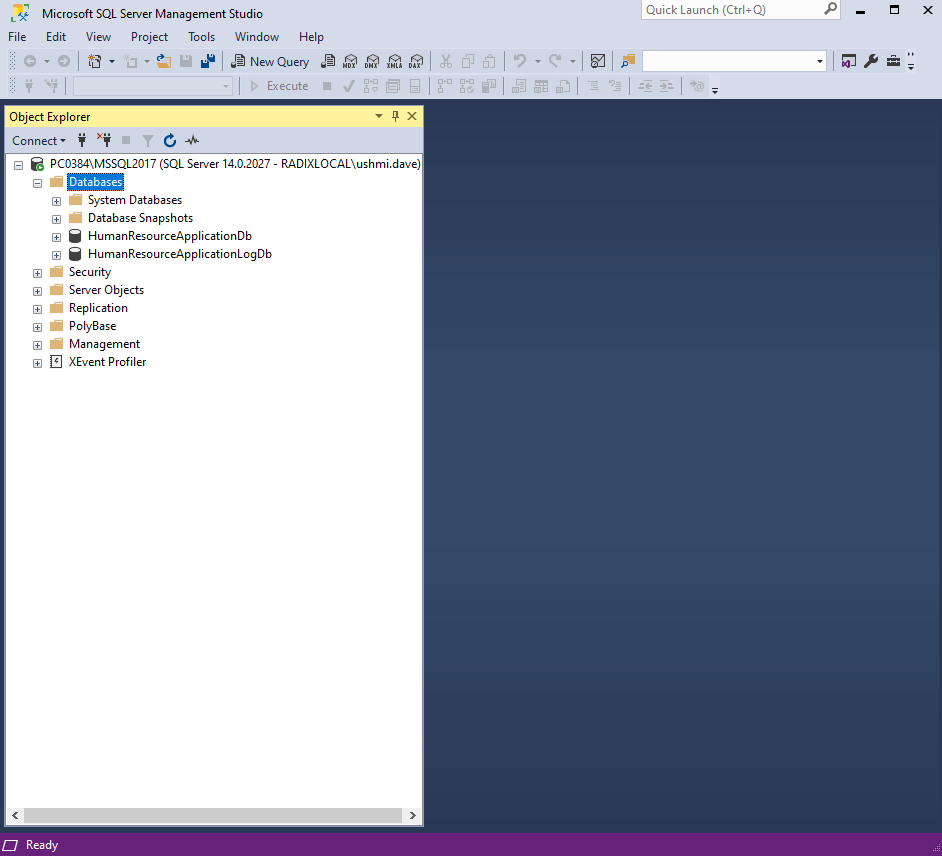 Microsoft SQL Server Management Studio
Quick Launch (Ctrl+Q)
File Edit View Project Tools Window Help
New Query MDX DMX XMLA DAX
Execute
Object Explorer
Connect
PC0384\MSSQL2017 (SQL Server 14.0.2027 - RADIXLOCAL\ushmi.dave)
Databases
System Databases
Database Snapshots
HumanResourceApplicationDb
HumanResourceApplicationLogDb
Security
Server Objects
Replication
PolyBase
Management
XEvent Profiler
Ready